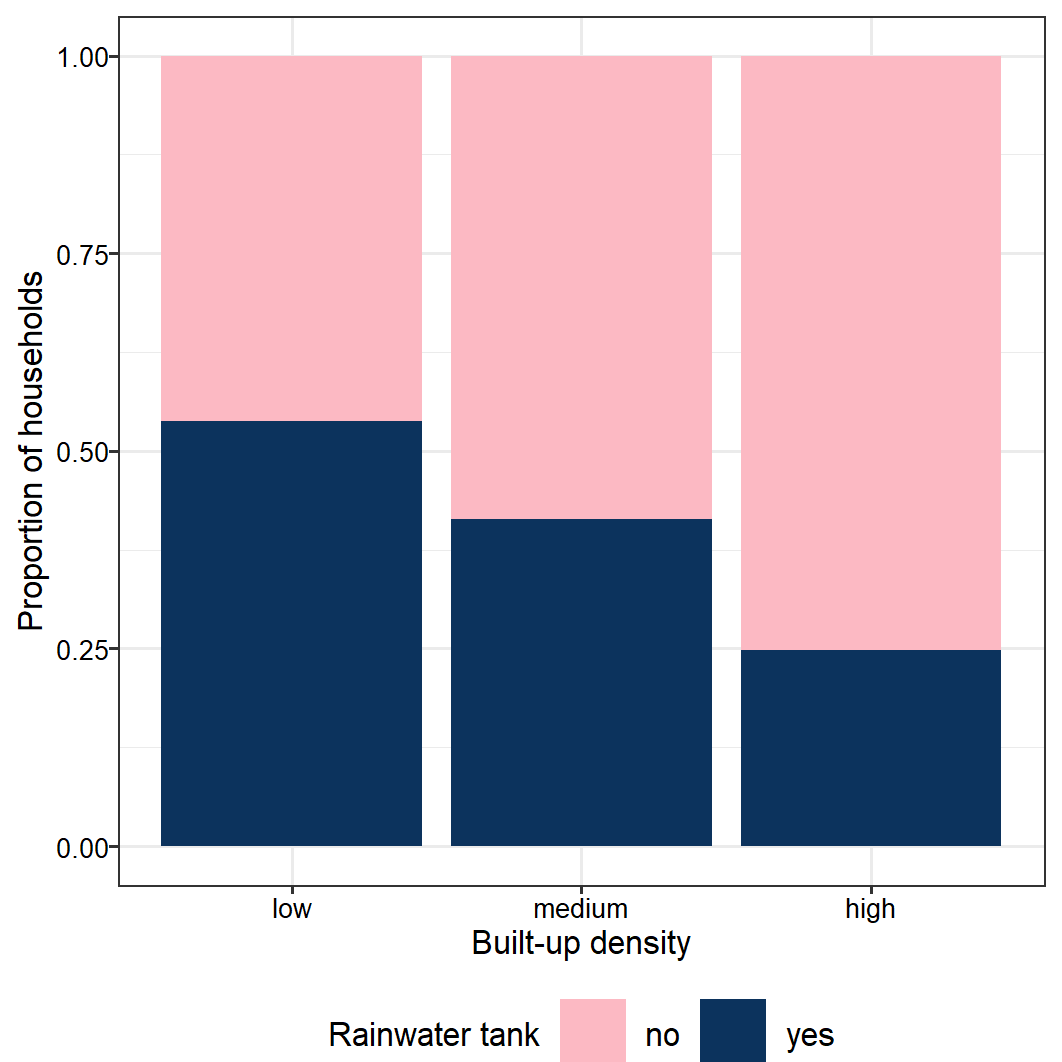 Proportion of households
1.00
0.75
0.50
0.25
0.00
low medium high
Built-up density
Rainwater tank no yes